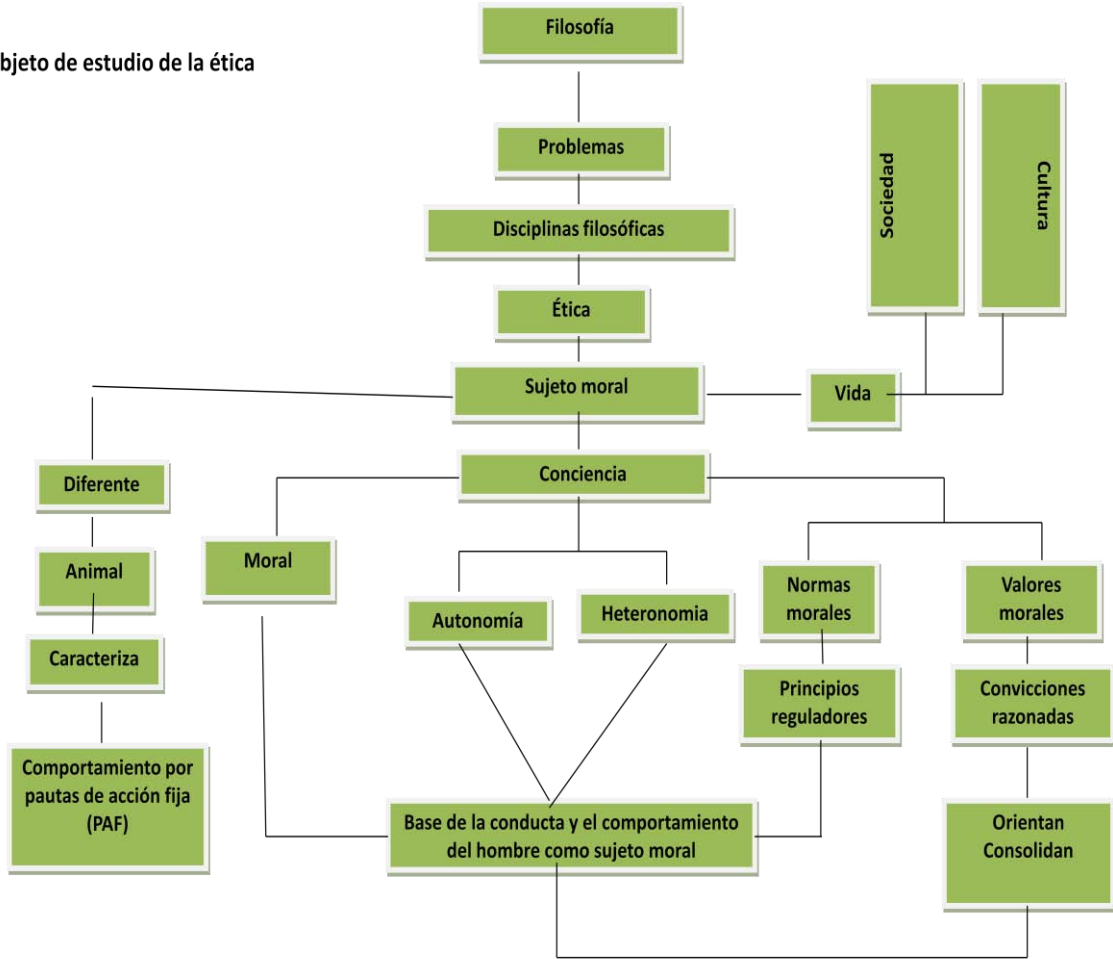 Filosofía
bjeto de estudio de la ética
Problemas
Sociedad
Cultura
Disciplinas filosóficas
Ética
Sujeto moral
Vida
Conciencia
Diferente
Moral
Animal
Autonomía
Heteronomia
Normas
morales
Valores
morales
Caracteriza
Principios
reguladores
Convicciones
razonadas
Comportamiento por
pautas de acción fija
(PAF)
Base de la conducta y el comportamiento
del hombre como sujeto moral
Orientan
Consolidan